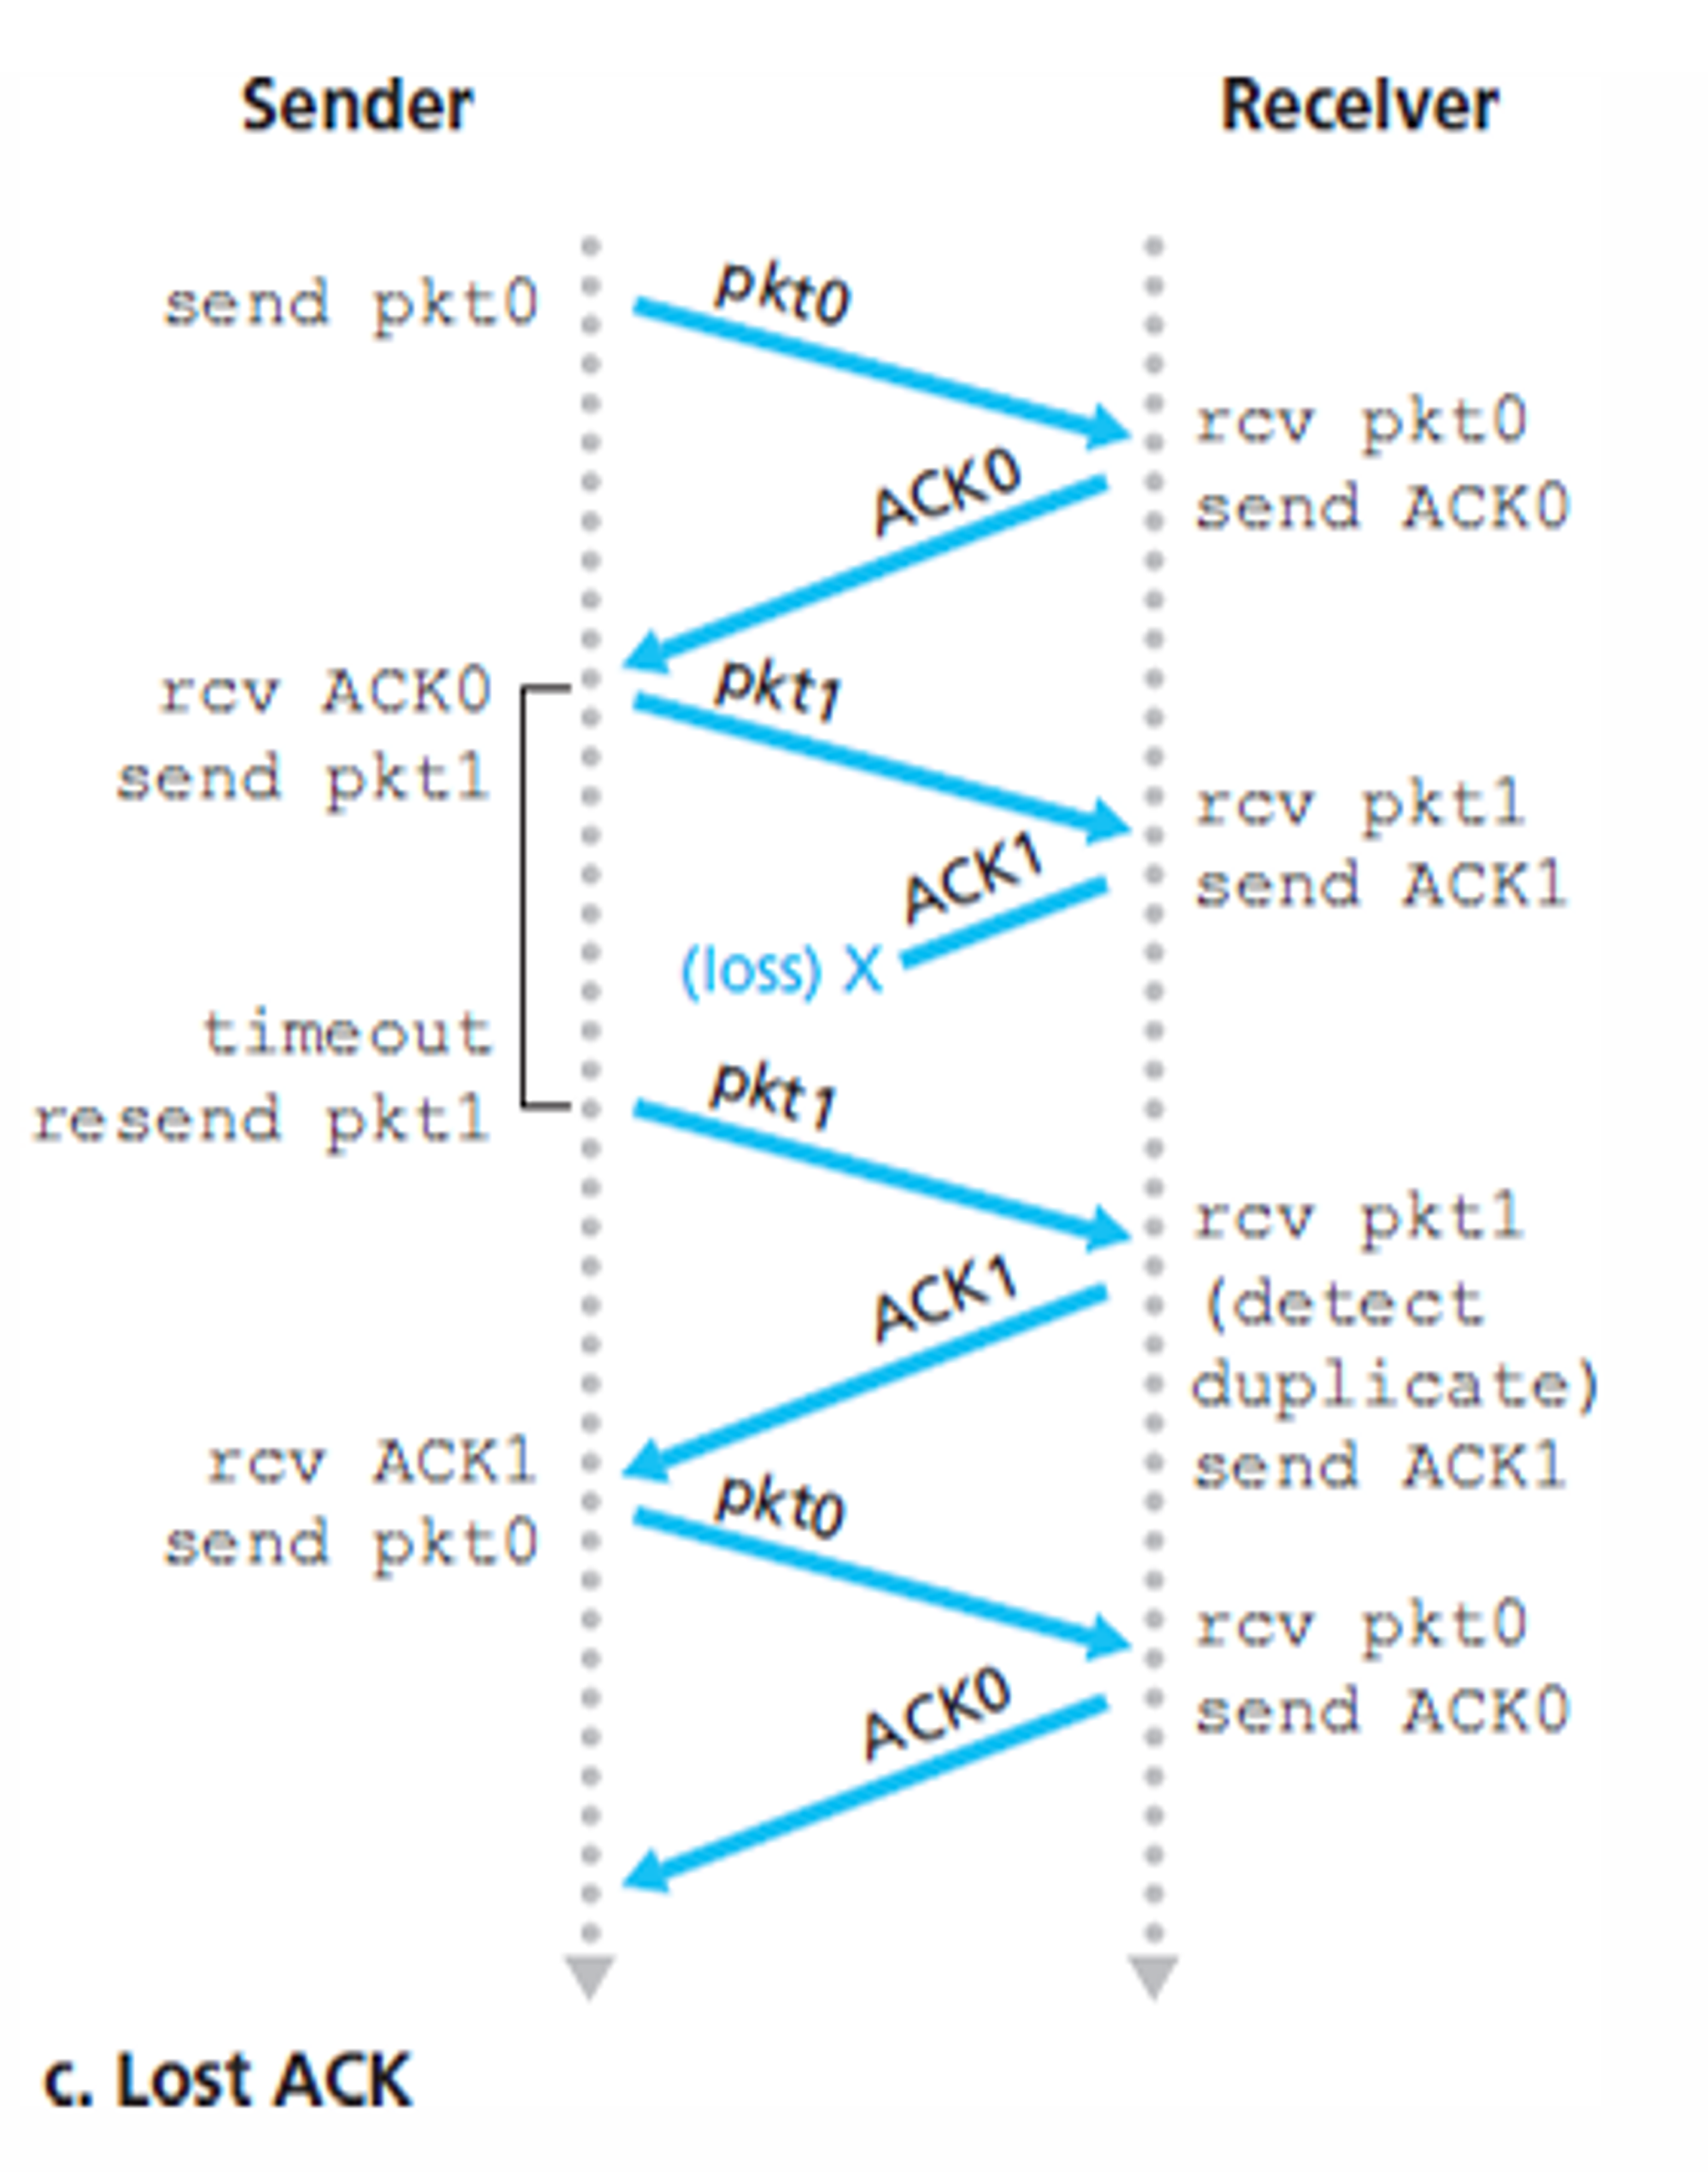 Sender
Receiver
send pkt0
pkt0
rcv pkt0
send ACK0
ACK0
rcv ACK0
send pkt1
pkt1
rcv pkt1
send ACK1
ACK1
(loss) X
timeout
resend pkt1
pkt1
rcv pkt1
(detect
duplicate)
send ACK1
ACK1
rcv ACK1
send pkt0
pkt0
rcv pkt0
send ACK0
ACK0
c. Lost ACK